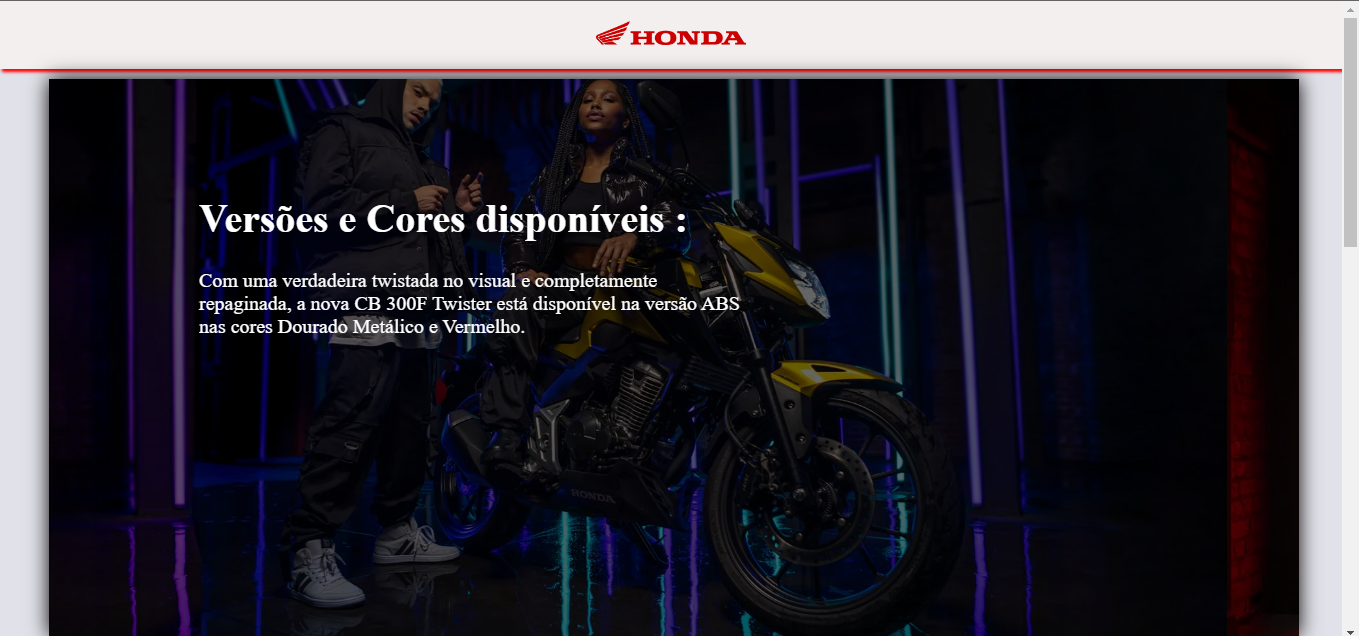 HONDA
Versões e Cores disponíveis :
Com uma verdadeira twistada no visual e completamente
repaginada, a nova CB 300F Twister está disponível na versão ABS
nas cores Dourado Metálico e Vermelho.
HONDA